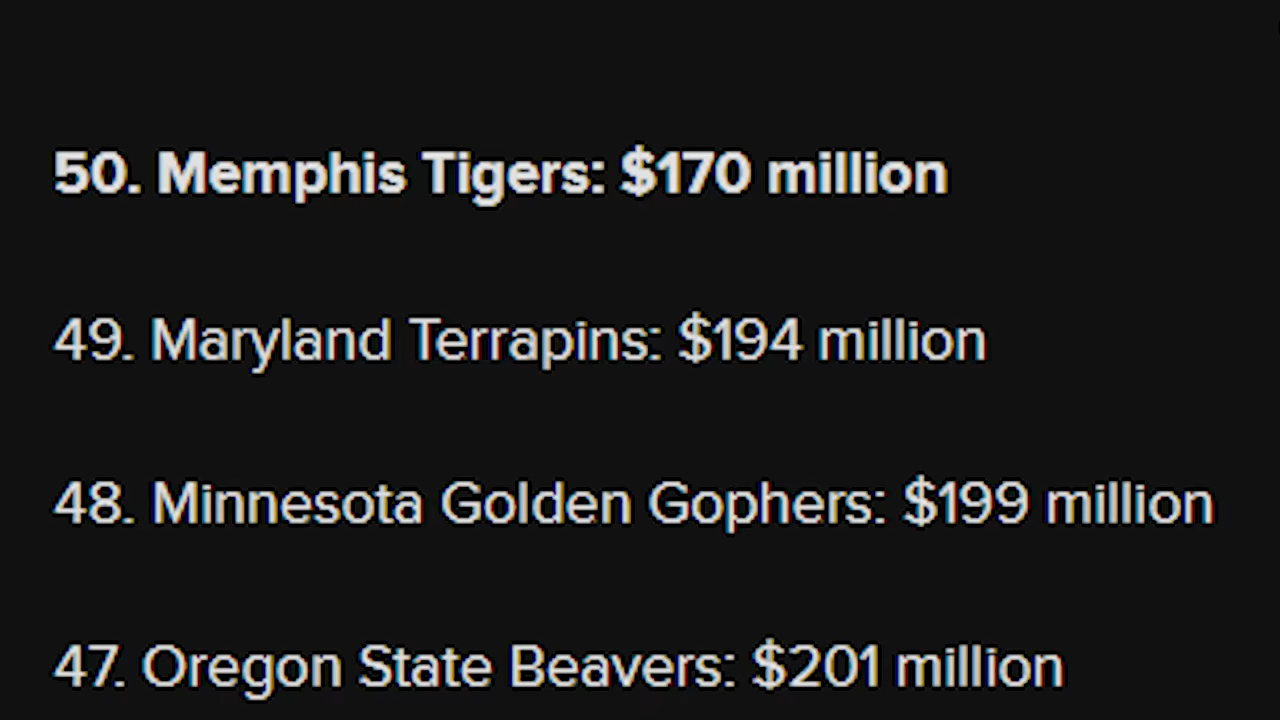 50. Memphis Tigers: $170 million
49. Maryland Terrapins: $194 million
48. Minnesota Golden Gophers: $199 million
47. Oregon State Beavers: $201 million